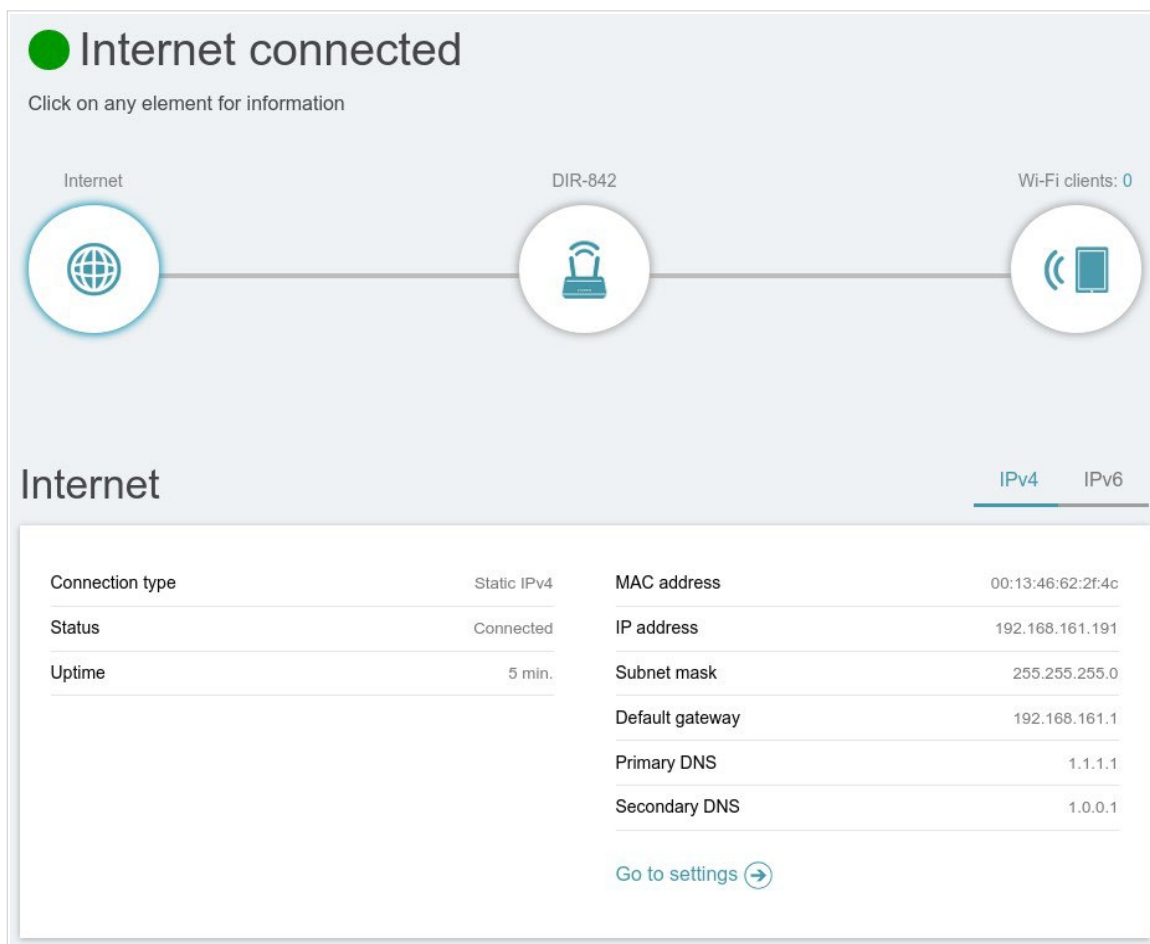 Internet connected
Click on any element for information
Internet
DIR-842
Wi-Fi clients: 0
Internet
IPv4
IPv6
Connection type Static IPv4
Status Connected
Uptime 5 min.
MAC address 00:13:46:62:2f:4c
IP address 192.168.161.191
Subnet mask 255.255.255.0
Default gateway 192.168.161.1
Primary DNS 1.1.1.1
Secondary DNS 1.0.0.1
Go to settings